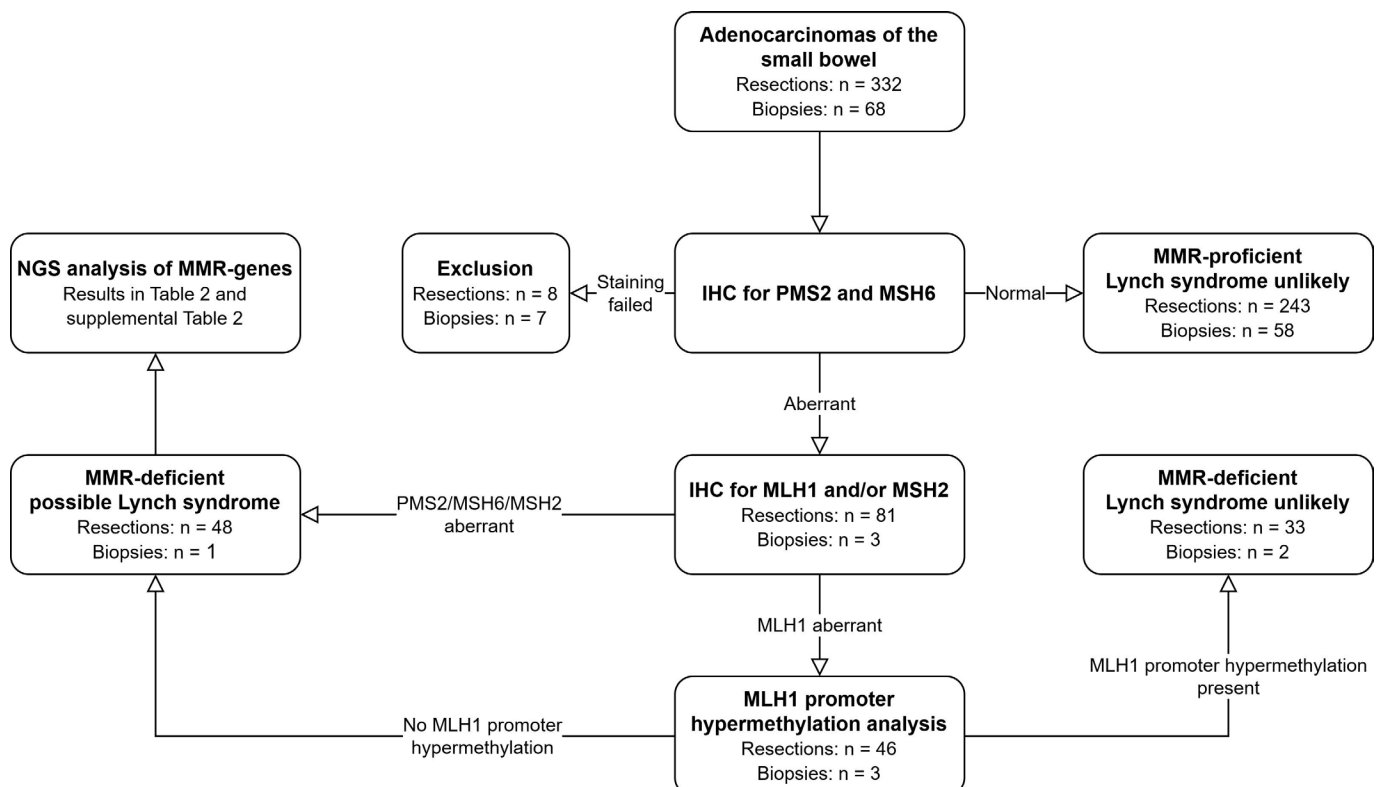 Adenocarcinomas of the
small bowel
Resections: n = 332
Biopsies: n = 68
NGS analysis of MMR-genes
Results in Table 2 and
supplemental Table 2
Exclusion
Resections: n = 8
Biopsies: n = 7
Staining
failed
IHC for PMS2 and MSH6
Normal
MMR-proficient
Lynch syndrome unlikely
Resections: n = 243
Biopsies: n = 58
Aberrant
MMR-deficient
possible Lynch syndrome
Resections: n = 48
Biopsies: n = 1
PMS2/MSH6/MSH2
aberrant
IHC for MLH1 and/or MSH2
Resections: n = 81
Biopsies: n = 3
MMR-deficient
Lynch syndrome unlikely
Resections: n = 33
Biopsies: n = 2
MLH1 aberrant
MLH1 promoter hypermethylation
present
No MLH1 promoter
hypermethylation
MLH1 promoter
hypermethylation analysis
Resections: n = 46
Biopsies: n = 3